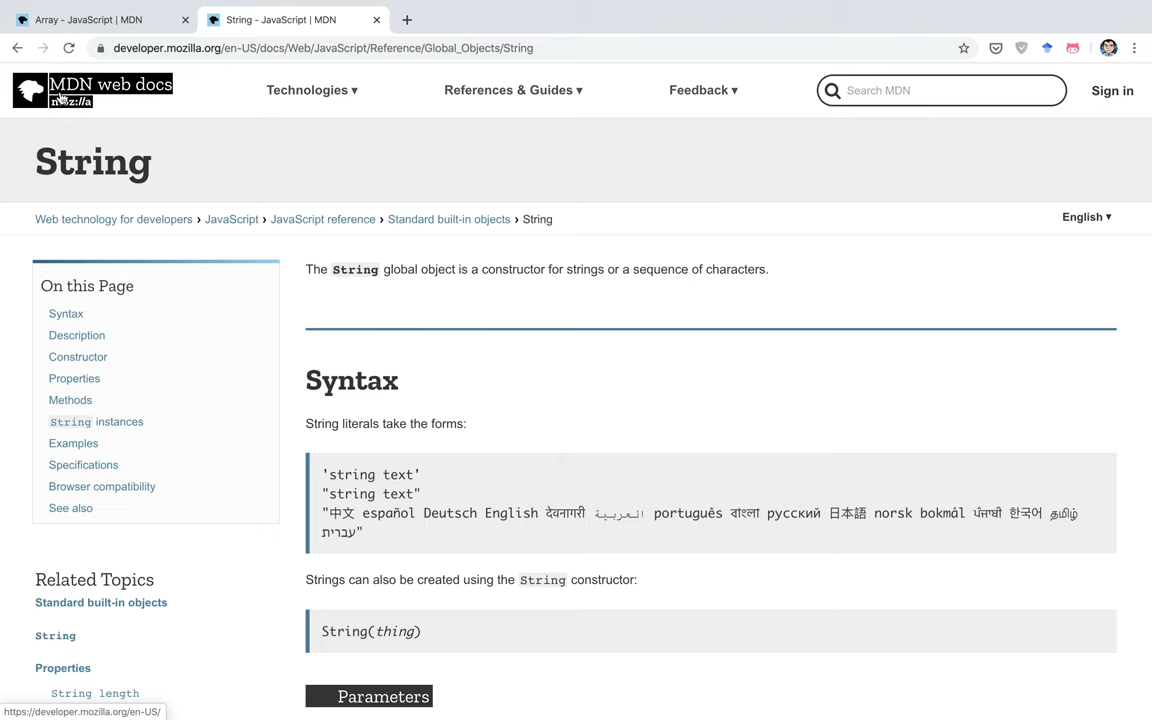 Array - JavaScript | MDN
String - JavaScript | MDN
developer.mozilla.org/en-US/docs/Web/JavaScript/Reference/Global_Objects/String
MDN web docs
Technologies ▾
References & Guides ▾
Feedback ▾
Search MDN
Sign in
String
Web technology for developers › JavaScript › JavaScript reference › Standard built-in objects › String
English ▾
The String global object is a constructor for strings or a sequence of characters.
On this Page
Syntax
Description
Constructor
Properties
Methods
String instances
Examples
Specifications
Browser compatibility
See also
Related Topics
Standard built-in objects
String
Properties
String length
https://developer.mozilla.org/en-US/
Syntax
String literals take the forms:
'string text'
"string text"
"中文 español Deutsch English देवनागरी العربية português বাংলা русский 日本語 norsk bokmål ਪੰਜਾਬੀ 한국어 தமிழ்
עברית"
Strings can also be created using the String constructor:
String(thing)
Parameters